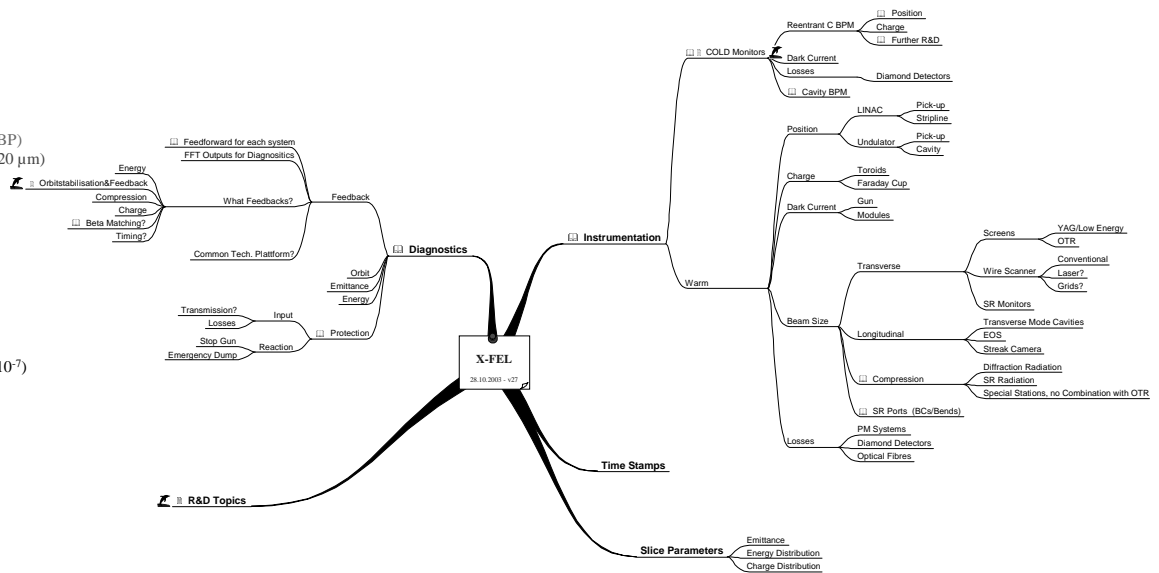 X-FEL
28.10.2003 - v27
Instrumentation
COLD Monitors
Reentrant C BPM
Position
Charge
Further R&D
Dark Current
Losses
Diamond Detectors
Cavity BPM
Warm
Position
LINAC
Pick-up
Stripline
Undulator
Pick-up
Cavity
Charge
Toroids
Faraday Cup
Dark Current
Gun
Modules
Beam Size
Transverse
Screens
YAG/Low Energy
OTR
Wire Scanner
Conventional
Laser?
Grids?
SR Monitors
Longitudinal
Transverse Mode Cavities
EOS
Streak Camera
Compression
Diffraction Radiation
SR Radiation
Special Stations, no Combination with OTR
SR Ports (BCs/Bends)
Losses
PM Systems
Diamond Detectors
Optical Fibres
Time Stamps
Slice Parameters
Emittance
Energy Distribution
Charge Distribution
R&D Topics
Diagnostics
Feedback
Feedforward for each system
FFT Outputs for Diagnositics
What Feedbacks?
Energy
Orbitstabilisation&Feedback
Compression
Charge
Beta Matching?
Timing?
Common Tech. Plattform?
Orbit
Emittance
Energy
Protection
Input
Transmission?
Losses
Reaction
Stop Gun
Emergency Dump
BP)
20 µm)
10⁻⁷)